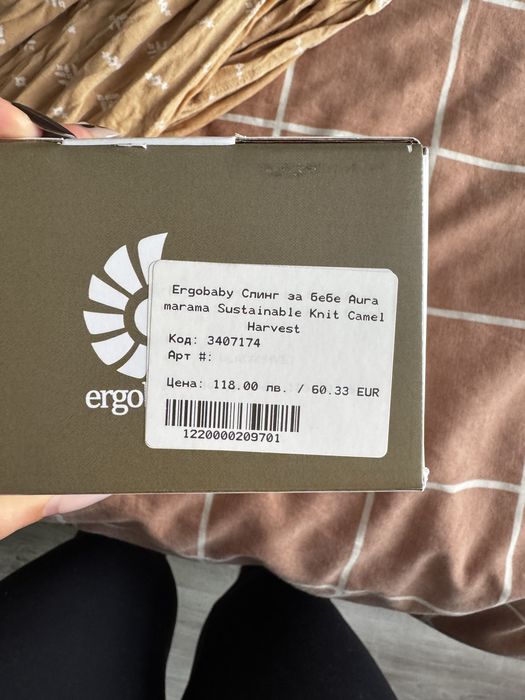 Ergobaby Слинг за бебе Aura
marama Sustainable Knit Camel
Harvest
Код: 3407174
Арт #:
Цена: 118.00 лв. / 60.33 EUR
1220000209701
ergo